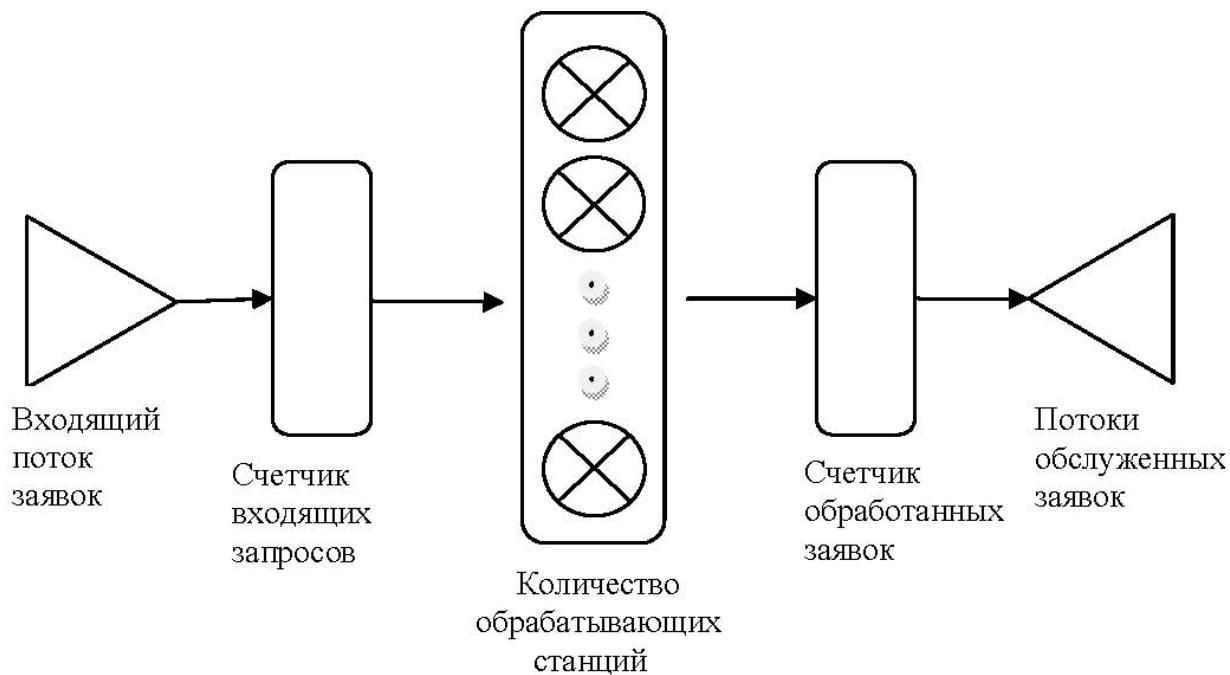 Входящий
поток
заявок
Счетчик
входящих
запросов
Количество
обрабатывающих
станций
Счетчик
обработанных
заявок
Потоки
обслуженных
заявок